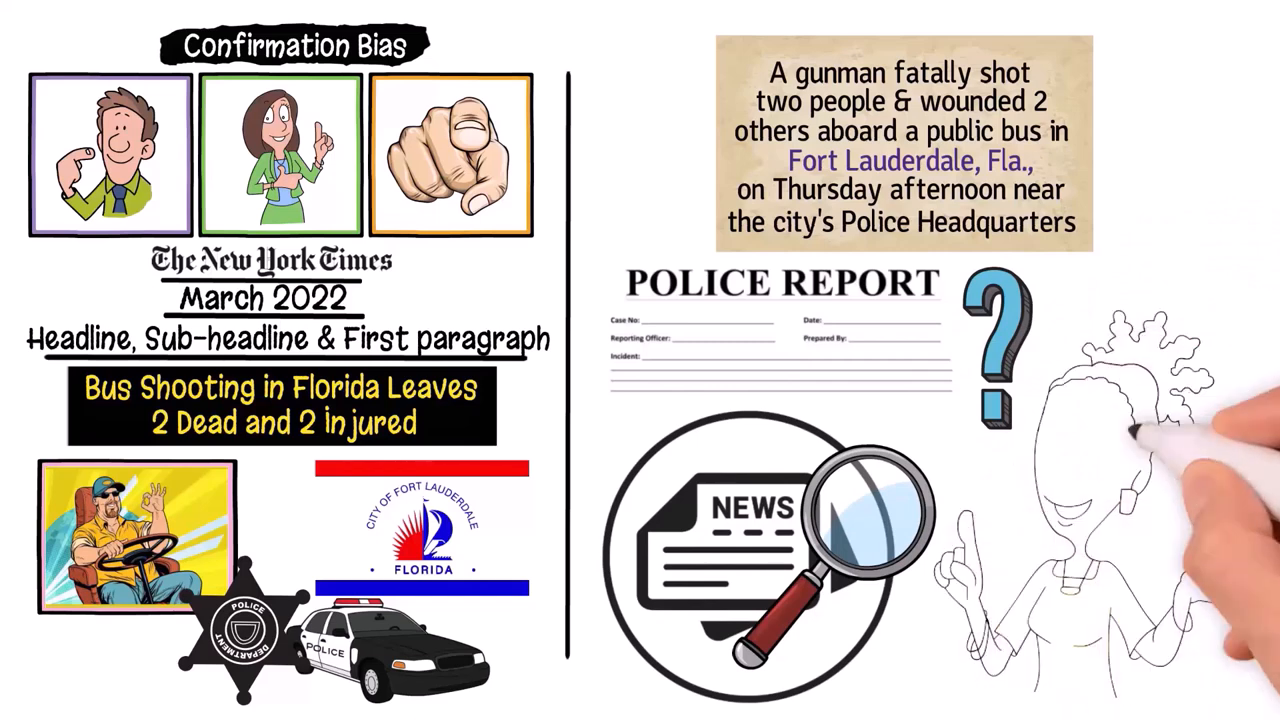 Confirmation Bias
The New York Times
March 2022
Headline, Sub-headline & First paragraph
Bus Shooting in Florida Leaves
2 Dead and 2 injured
CITY OF FORT LAUDERDALE
• FLORIDA •
POLICE
DEPARTMENT
POLICE
A gunman fatally shot
two people & wounded 2
others aboard a public bus in
Fort Lauderdale, Fla.,
on Thursday afternoon near
the city's Police Headquarters
POLICE REPORT
Case No: Date:
Reporting Officer: Prepared By:
Incident:
?
NEWS